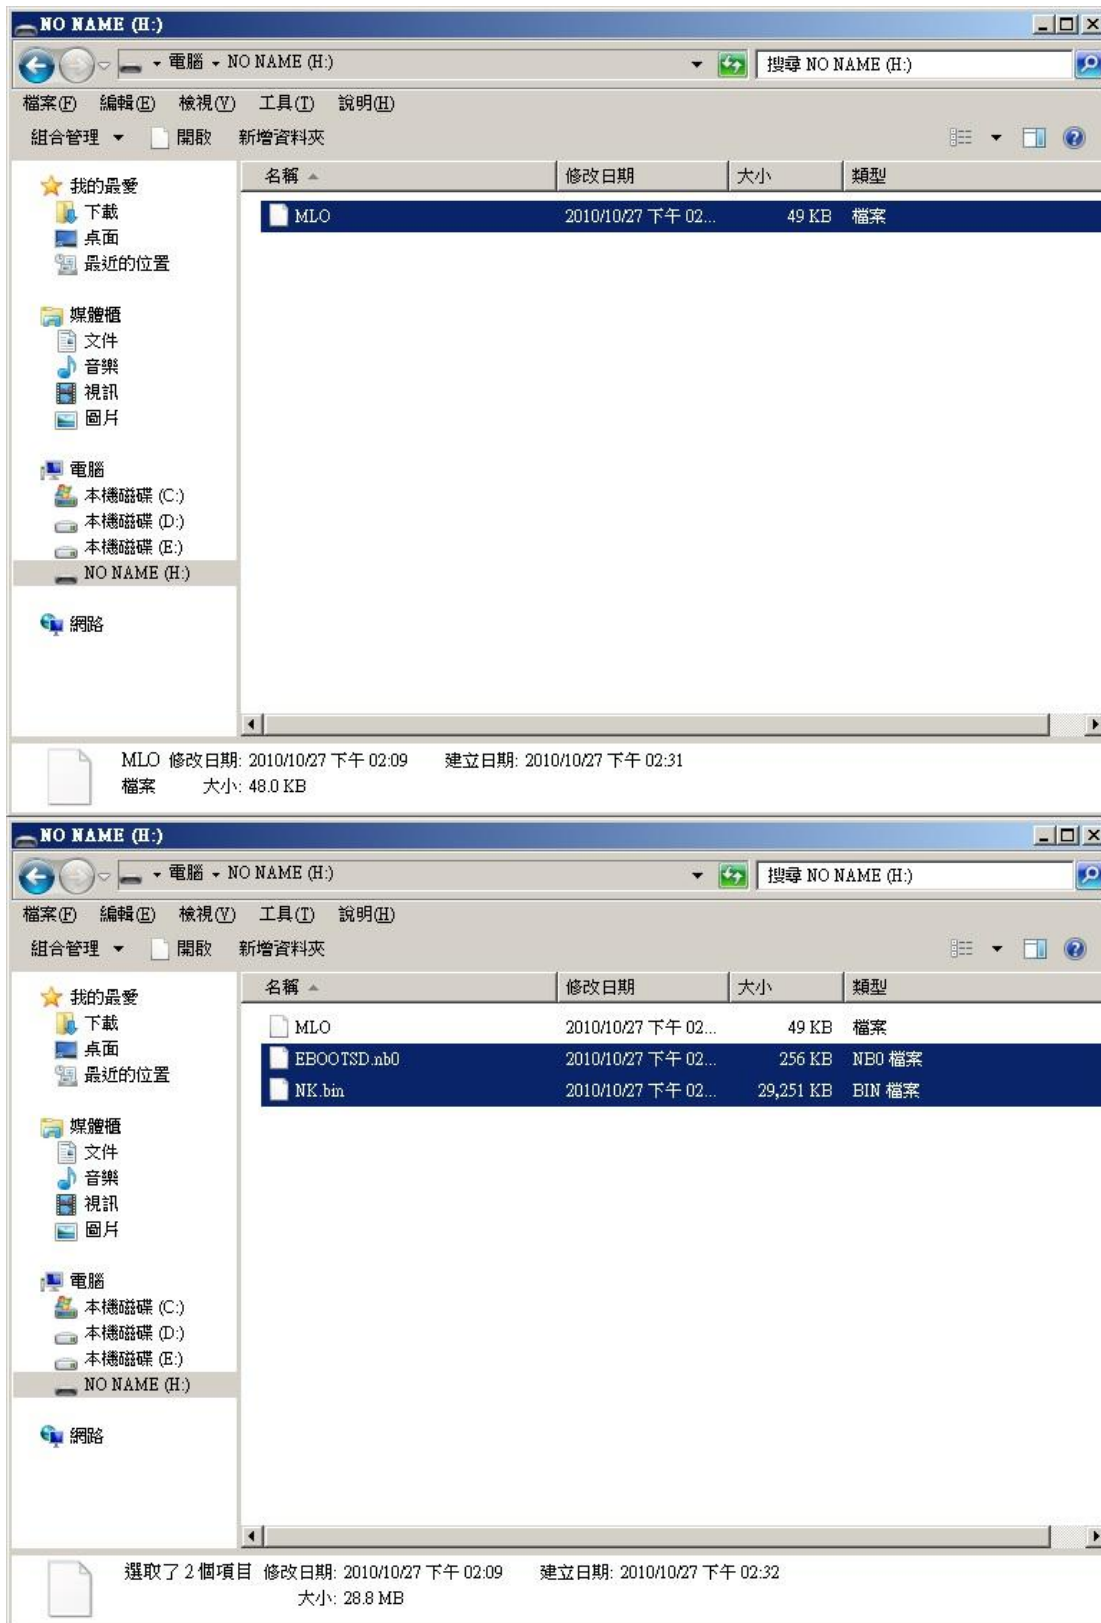 NO NAME (H:)
電腦 NO NAME (H:) 搜尋 NO NAME (H:)
檔案(F) 編輯(E) 檢視(V) 工具(T) 說明(H)
組合管理 開啟 新增資料夾
名稱 修改日期 大小 類型
MLO 2010/10/27 下午 02... 49 KB 檔案
我的最愛
下載
桌面
最近的位置
媒體櫃
文件
音樂
視訊
圖片
電腦
本機磁碟 (C:)
本機磁碟 (D:)
本機磁碟 (E:)
NO NAME (H:)
網路
MLO 修改日期: 2010/10/27 下午 02:09 建立日期: 2010/10/27 下午 02:31
檔案 大小: 48.0 KB
NO NAME (H:)
電腦 NO NAME (H:) 搜尋 NO NAME (H:)
檔案(F) 編輯(E) 檢視(V) 工具(T) 說明(H)
組合管理 開啟 新增資料夾
名稱 修改日期 大小 類型
MLO 2010/10/27 下午 02... 49 KB 檔案
EBOOTSD.nb0 2010/10/27 下午 02... 256 KB NB0 檔案
NK.bin 2010/10/27 下午 02... 29,251 KB BIN 檔案
我的最愛
下載
桌面
最近的位置
媒體櫃
文件
音樂
視訊
圖片
電腦
本機磁碟 (C:)
本機磁碟 (D:)
本機磁碟 (E:)
NO NAME (H:)
網路
選取了 2 個項目 修改日期: 2010/10/27 下午 02:09 建立日期: 2010/10/27 下午 02:32
大小: 28.8 MB